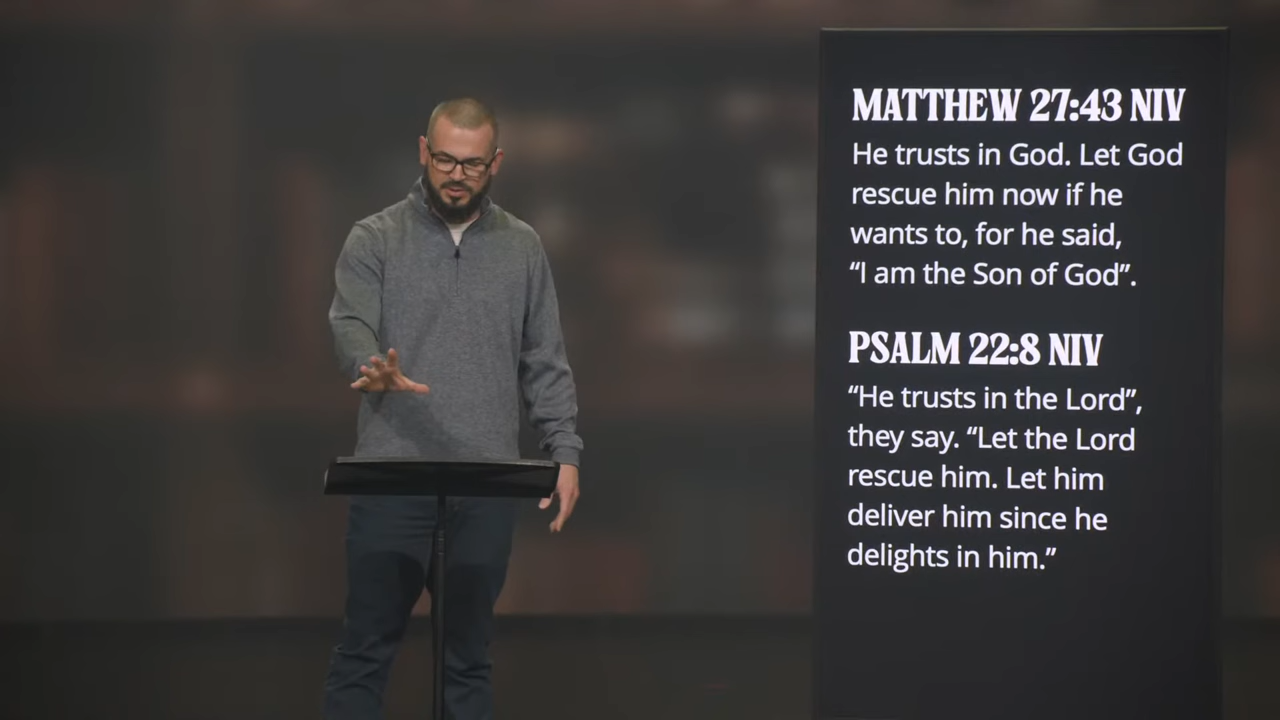 MATTHEW 27:43 NIV
He trusts in God. Let God
rescue him now if he
wants to, for he said,
“I am the Son of God”.
PSALM 22:8 NIV
“He trusts in the Lord”,
they say. “Let the Lord
rescue him. Let him
deliver him since he
delights in him.”